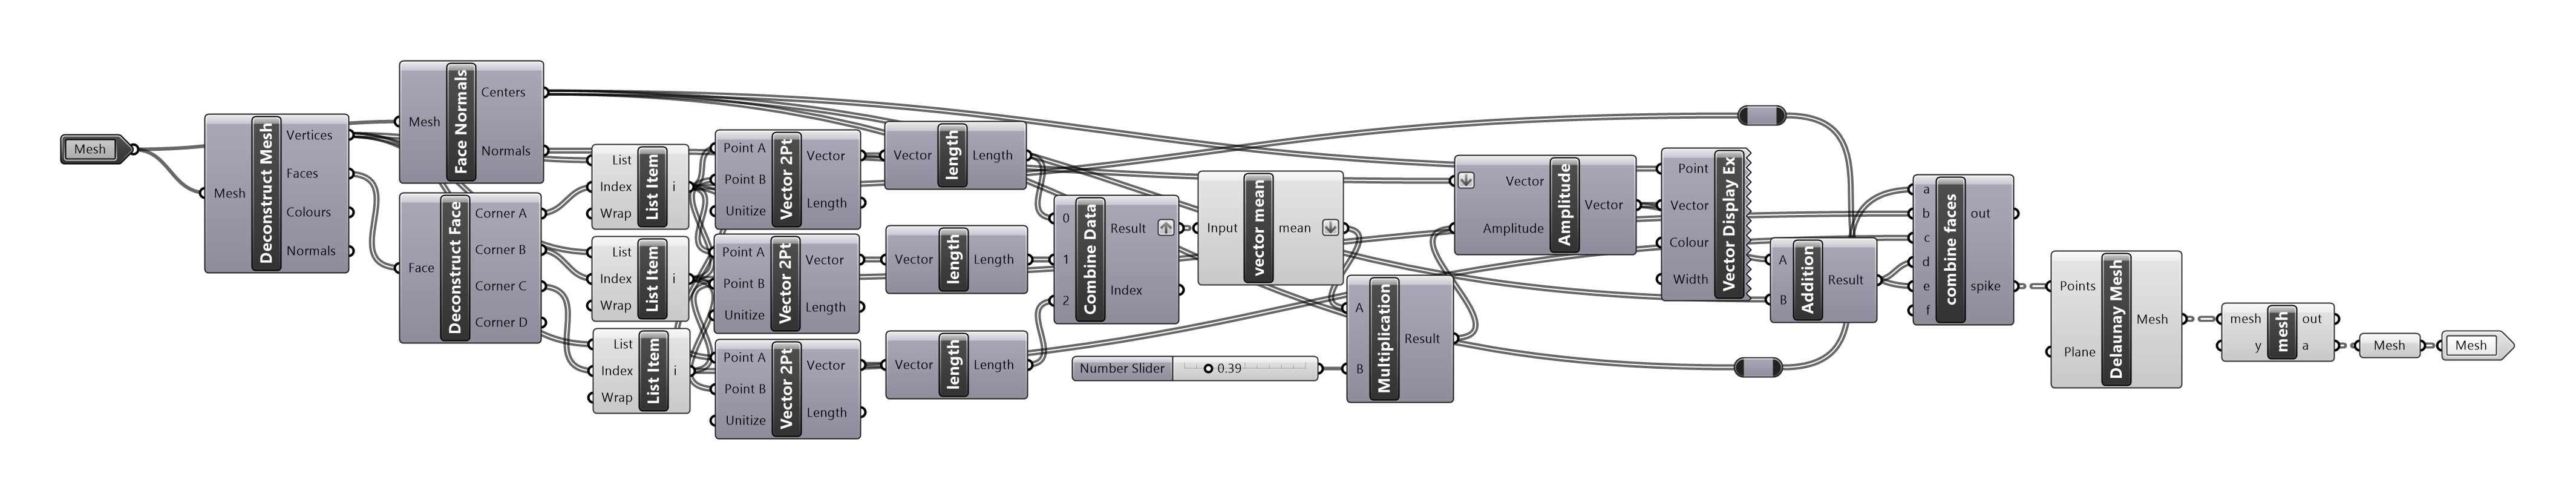 Mesh
Mesh
Deconstruct Mesh
Vertices
Faces
Colours
Normals
Mesh
Face Normals
Centers
Normals
Face
Deconstruct Face
Corner A
Corner B
Corner C
Corner D
List
Index
Wrap
List Item
i
List
Index
Wrap
List Item
i
List
Index
Wrap
List Item
i
Point A
Point B
Unitize
Vector 2Pt
Vector
Length
Point A
Point B
Unitize
Vector 2Pt
Vector
Length
Point A
Point B
Unitize
Vector 2Pt
Vector
Length
Vector
length
Length
Vector
length
Length
Vector
length
Length
0
1
2
Combine Data
Result
Index
Input
vector mean
mean
Number Slider
0.39
A
B
Multiplication
Result
Vector
Amplitude
Amplitude
Vector
Point
Vector
Colour
Width
Vector Display Ex
A
B
Addition
Result
a
b
c
d
e
f
combine faces
out
spike
Points
Plane
Delaunay Mesh
Mesh
mesh
y
mesh
out
a
Mesh
Mesh